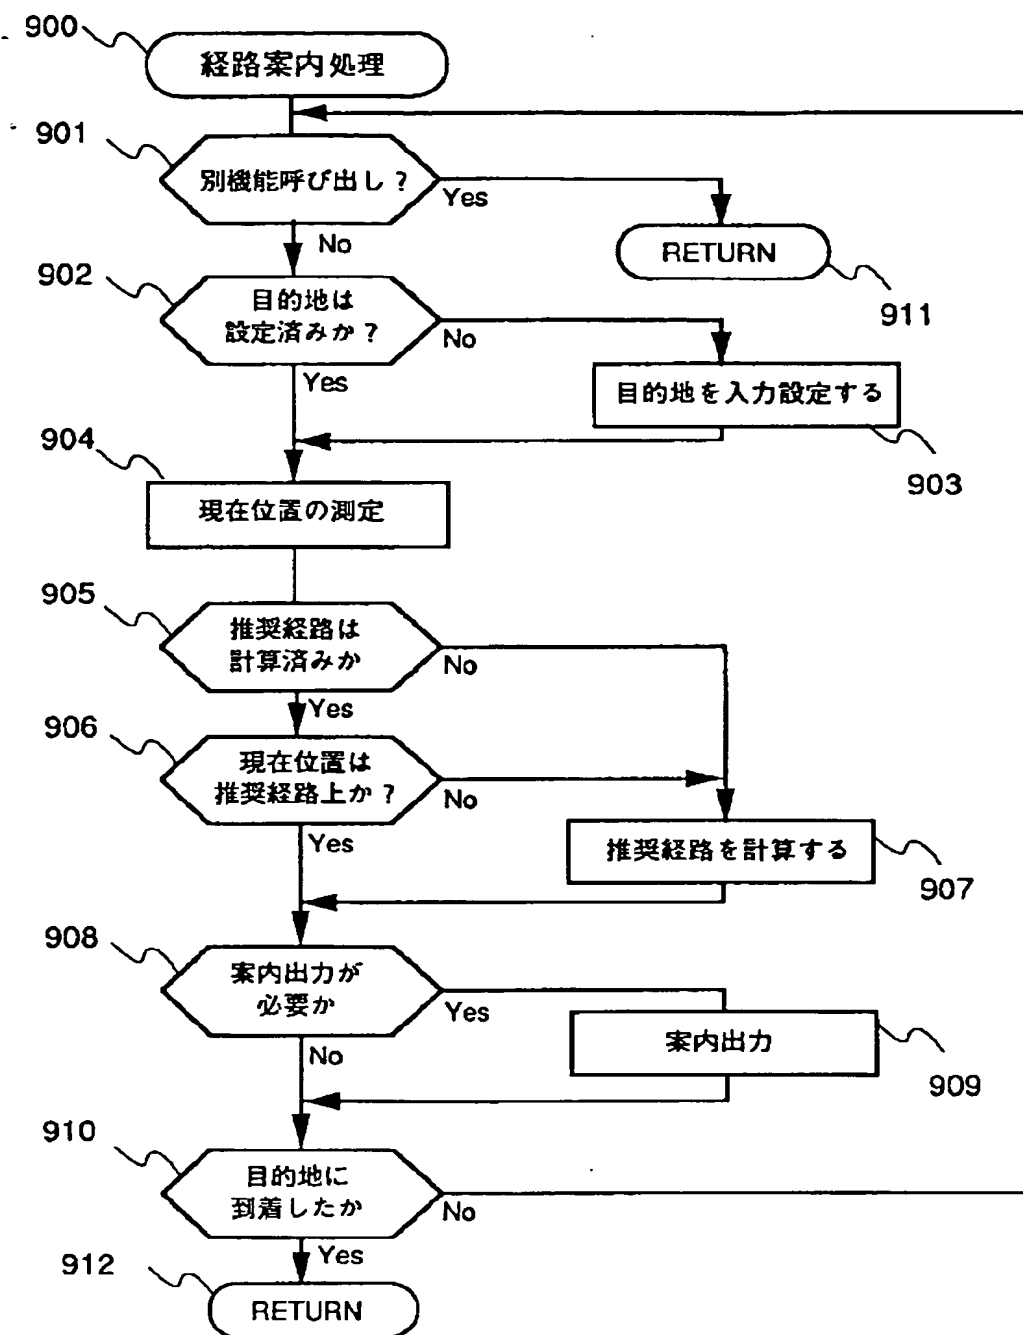 900
経路案内処理
901
別機能呼び出し?
Yes
No
RETURN
911
902
目的地は
設定済みか?
No
Yes
目的地を入力設定する
903
904
現在位置の測定
905
推奨経路は
計算済みか
No
Yes
906
現在位置は
推奨経路上か?
No
Yes
推奨経路を計算する
907
908
案内出力が
必要か
Yes
No
案内出力
909
910
目的地に
到着したか
No
Yes
912
RETURN